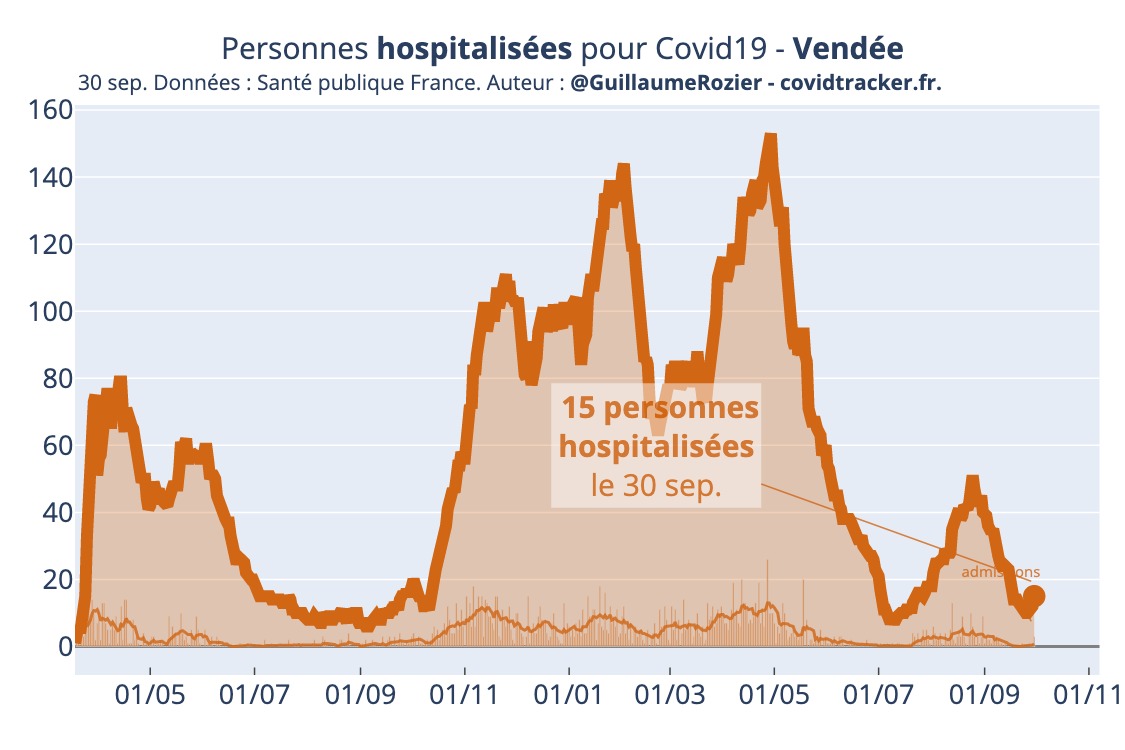 Personnes hospitalisées pour Covid19 - Vendée
30 sep. Données : Santé publique France. Auteur : @GuillaumeRozier - covidtracker.fr.
160
140
120
100
80
60
40
20
0
15 personnes
hospitalisées
le 30 sep.
admissions
01/05 01/07 01/09 01/11 01/01 01/03 01/05 01/07 01/09 01/11